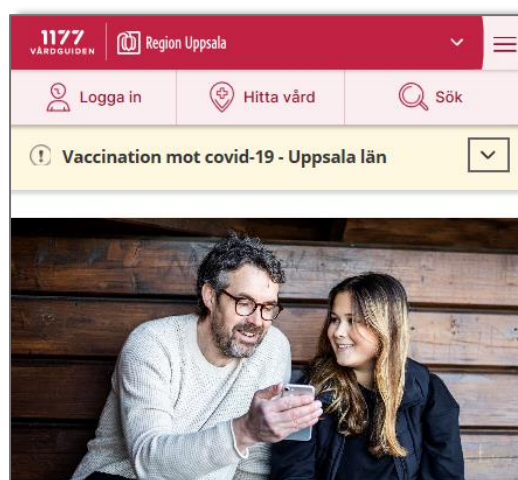 1177
VÅRDGUIDEN
Region Uppsala
Logga in
Hitta vård
Sök
Vaccination mot covid-19 - Uppsala län